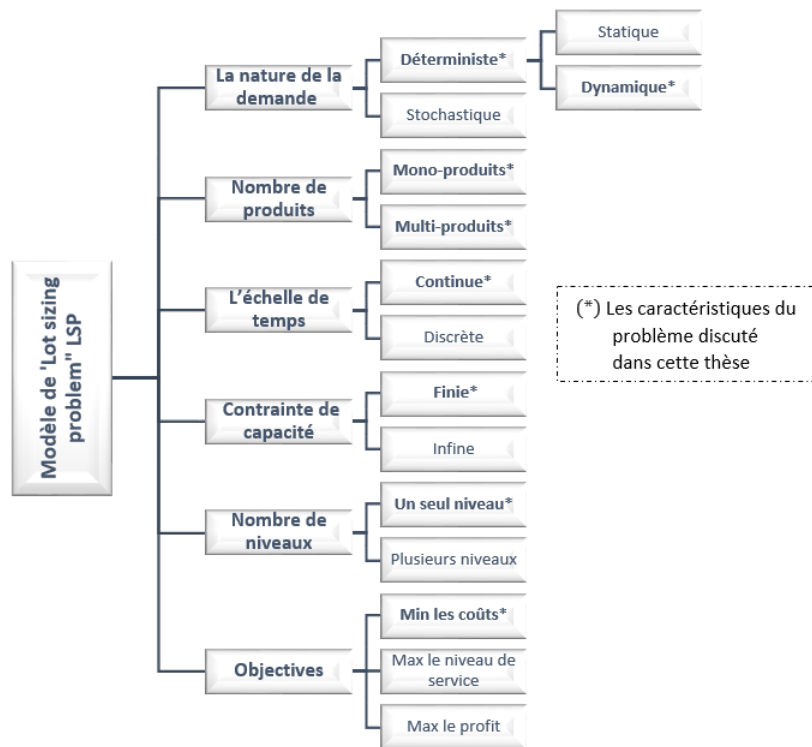 Modèle de 'Lot sizing
problem" LSP
La nature de la
demande
Déterministe*
Statique
Dynamique*
Stochastique
Nombre de
produits
Mono-produits*
Multi-produits*
L'échelle de
temps
Continue*
Discrète
Contrainte de
capacité
Finie*
Infine
Nombre de
niveaux
Un seul niveau*
Plusieurs niveaux
Objectives
Min les coûts*
Max le niveau de
service
Max le profit
(*) Les caractéristiques du
problème discuté
dans cette thèse